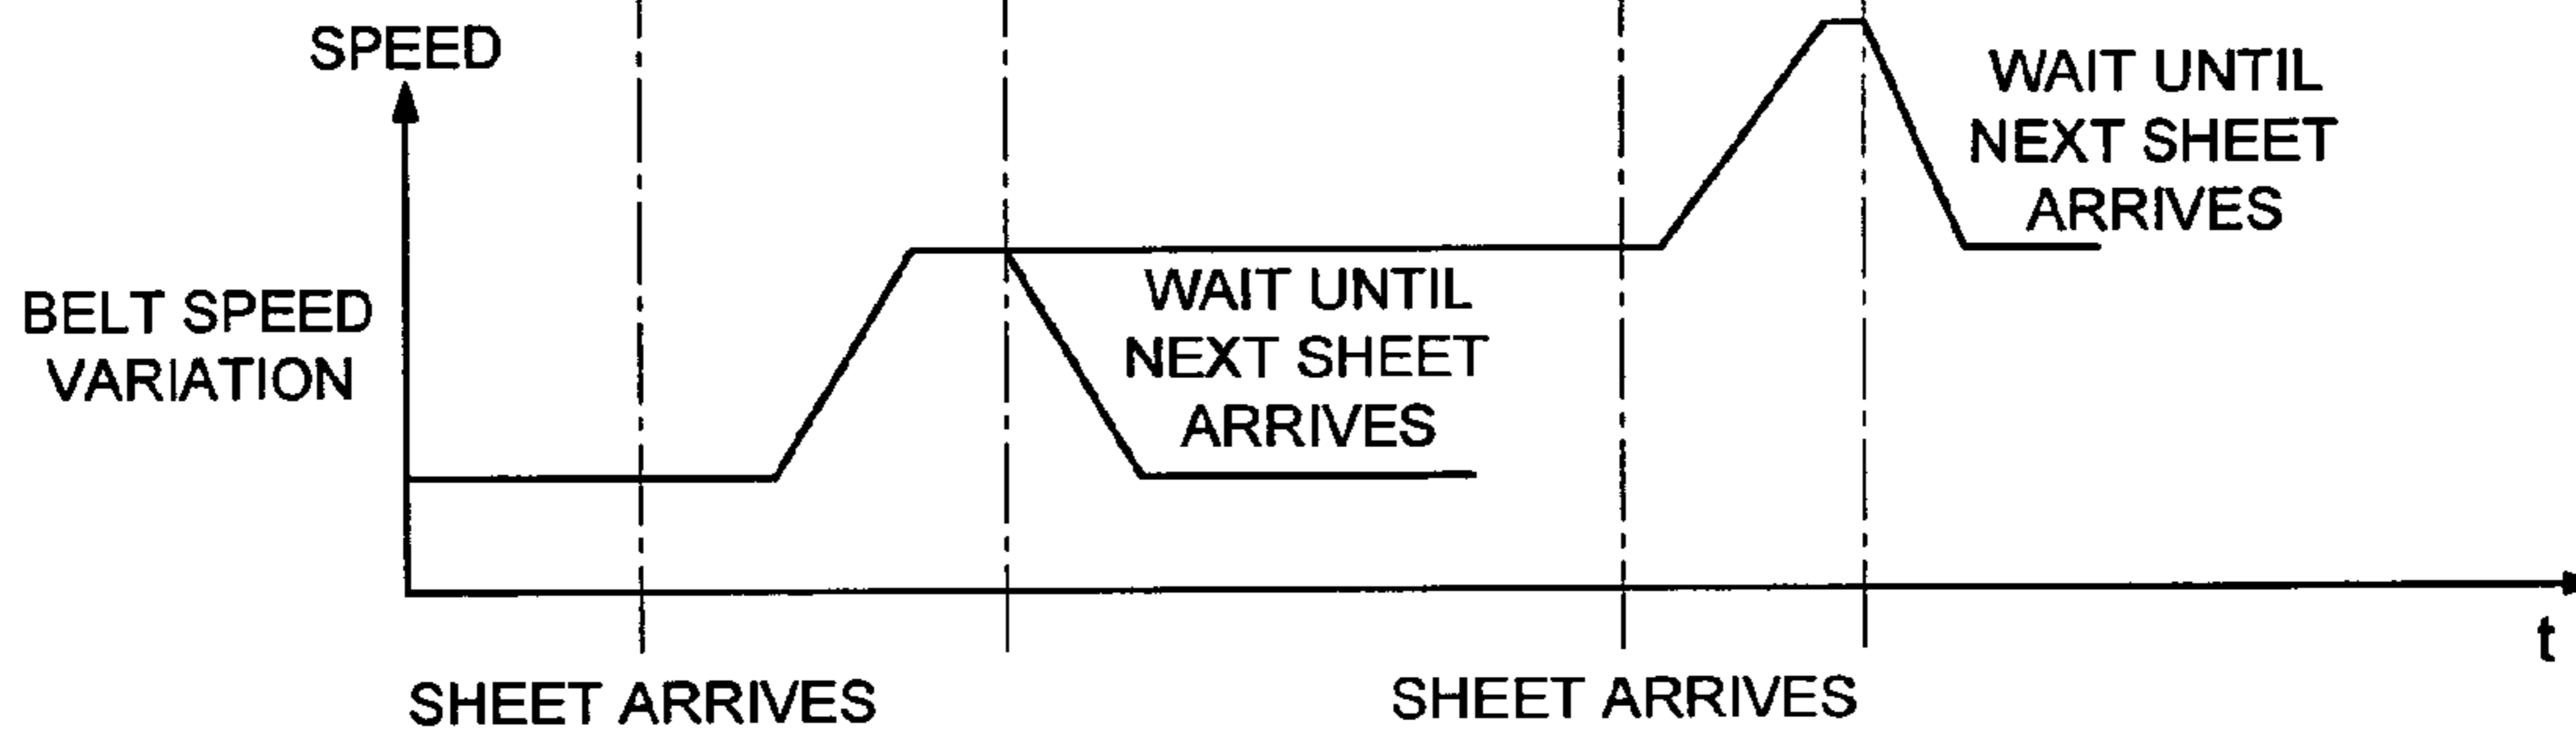 SPEED
WAIT UNTIL
NEXT SHEET
ARRIVES
BELT SPEED
VARIATION
WAIT UNTIL
NEXT SHEET
ARRIVES
t
SHEET ARRIVES
SHEET ARRIVES